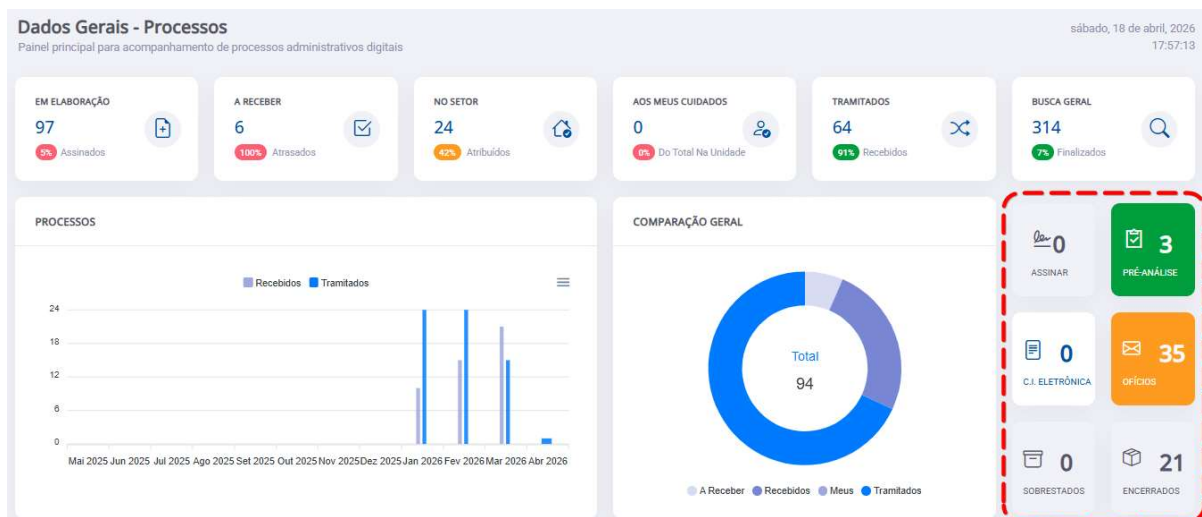 Dados Gerais - Processos
Painel principal para acompanhamento de processos administrativos digitais
sábado, 18 de abril, 2026
17:57:13
EM ELABORAÇÃO
97
5% Assinados
A RECEBER
6
100% Atrasados
NO SETOR
24
42% Atribuídos
AOS MEUS CUIDADOS
0
0% Do Total Na Unidade
TRAMITADOS
64
91% Recebidos
BUSCA GERAL
314
7% Finalizados
PROCESSOS
Recebidos Tramitados
24
18
12
6
0
Mai 2025 Jun 2025 Jul 2025 Ago 2025 Set 2025 Out 2025 Nov 2025 Dez 2025 Jan 2026 Fev 2026 Mar 2026 Abr 2026
COMPARAÇÃO GERAL
Total
94
A Receber Recebidos Meus Tramitados
0
ASSINAR
3
PRÉ-ANÁLISE
0
C.I. ELETRÔNICA
35
OFÍCIOS
0
SOBRESTADOS
21
ENCERRADOS